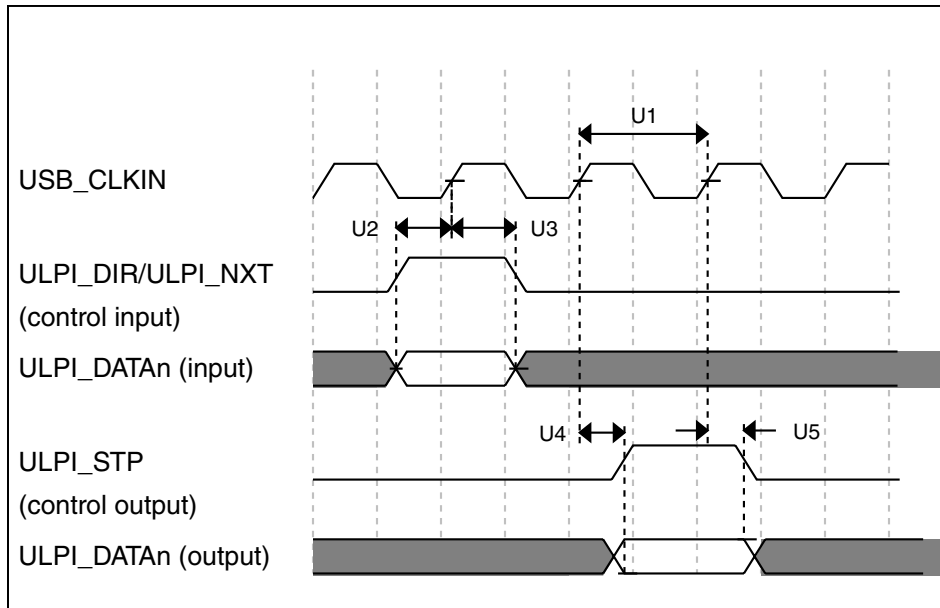 U1
USB_CLKIN
U2
U3
ULPI_DIR/ULPI_NXT
(control input)
ULPI_DATAn (input)
U4
U5
ULPI_STP
(control output)
ULPI_DATAn (output)